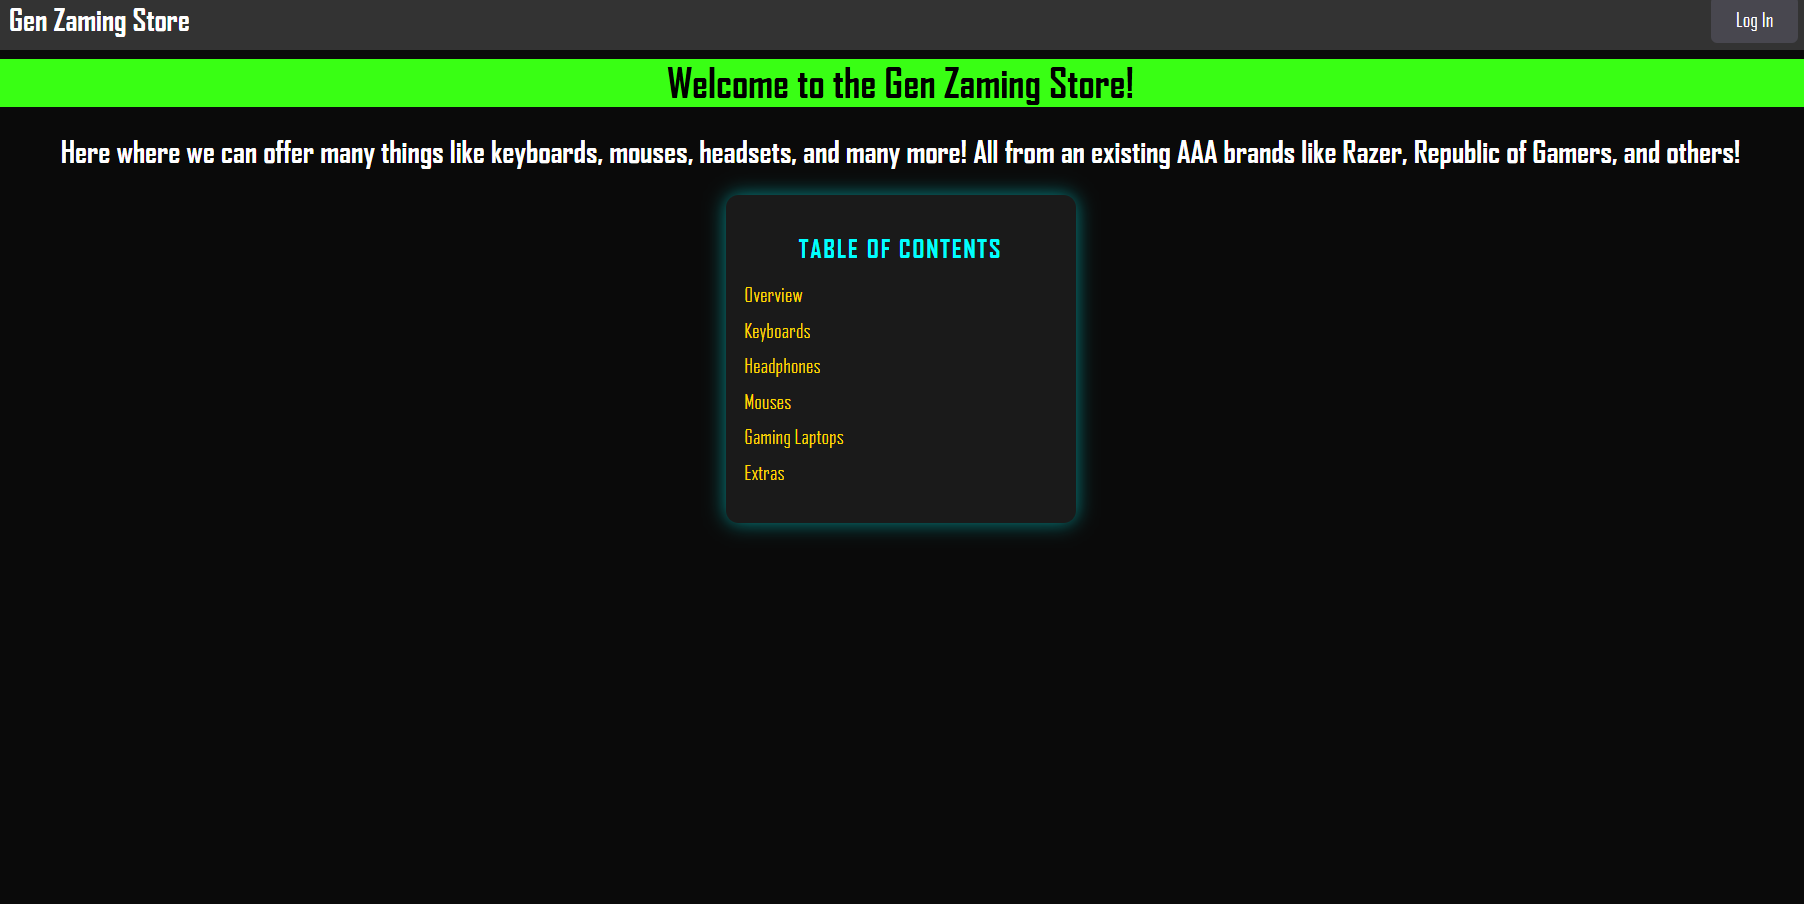 Gen Zaming Store
Log In
Welcome to the Gen Zaming Store!
Here where we can offer many things like keyboards, mouses, headsets, and many more! All from an existing AAA brands like Razer, Republic of Gamers, and others!
TABLE OF CONTENTS
Overview
Keyboards
Headphones
Mouses
Gaming Laptops
Extras